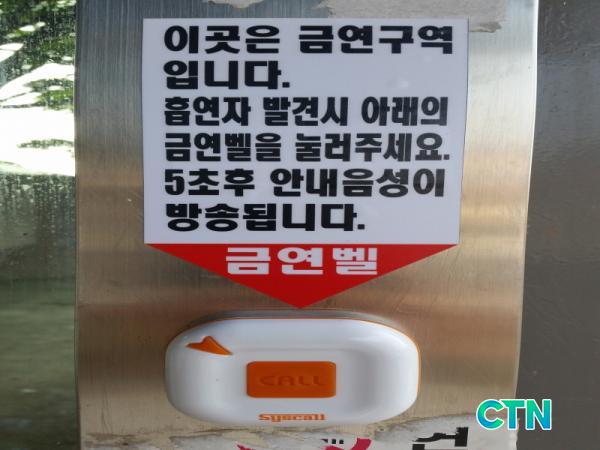 이곳은 금연구역
입니다.
흡연자 발견시 아래의
금연벨을 눌러주세요.
5초후 안내음성이
방송됩니다.
금연벨
CALL
Syscall
CTN